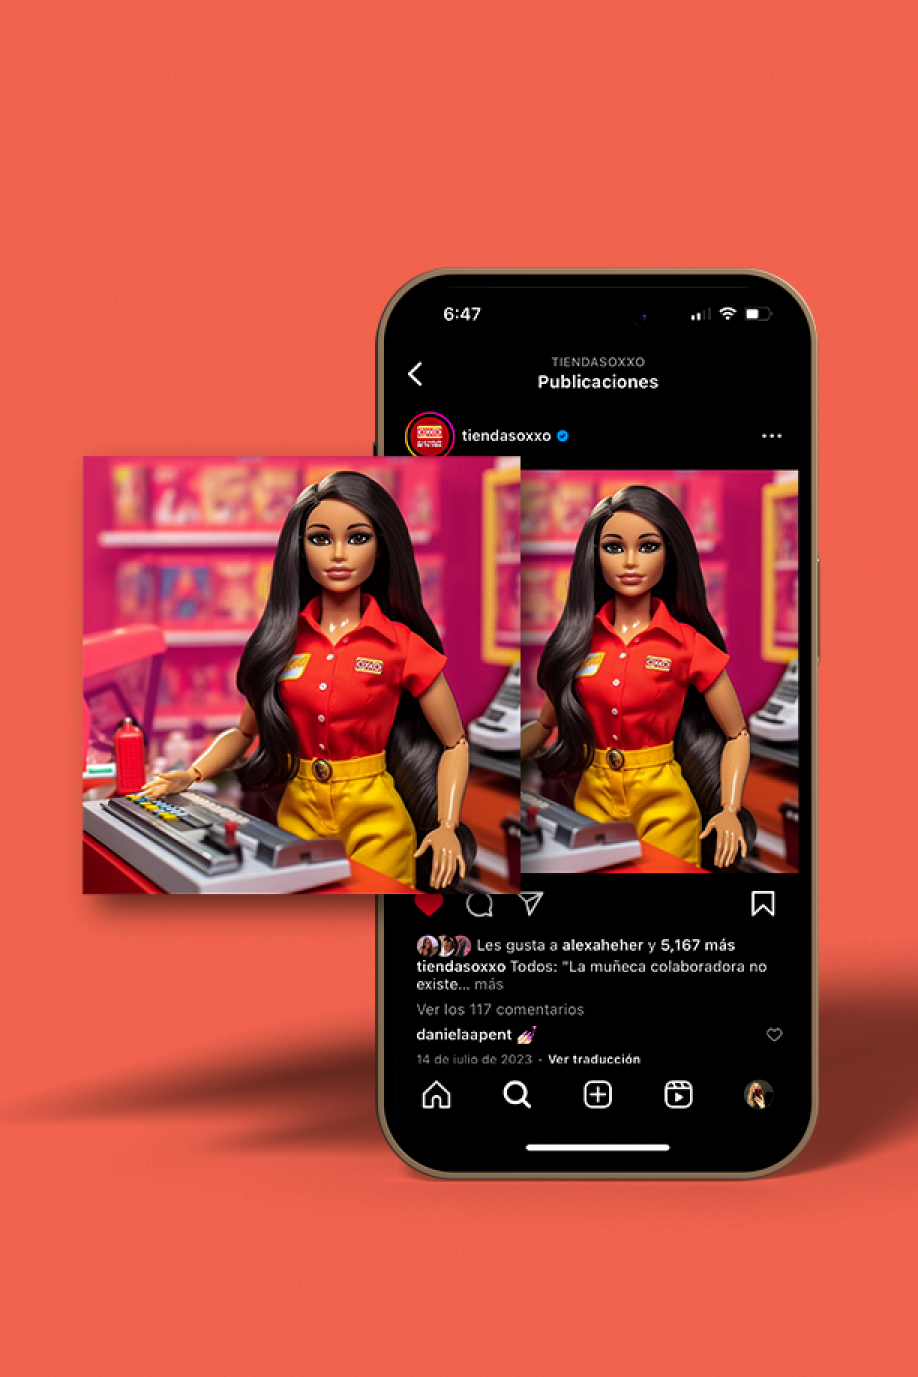 6:47
TIENDASOXXO
Publicaciones
OXXO
tiendasoxxo
OXXO
OXXO
Les gusta a alexaheher y 5,167 más
tiendasoxxo Todos: "La muñeca colaboradora no
existe... más
Ver los 117 comentarios
danielaapent 💅
14 de julio de 2023 · Ver traducción